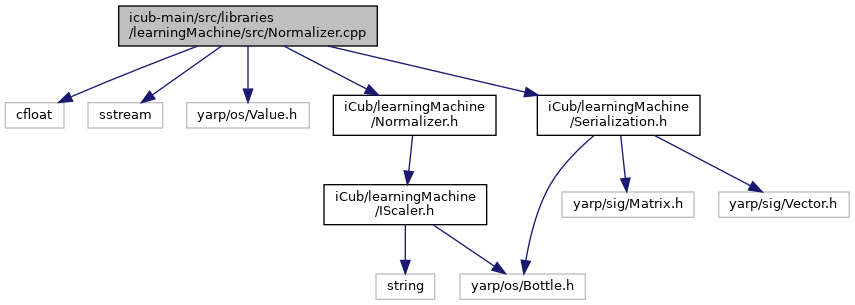 icub-main/src/libraries
/learningMachine/src/Normalizer.cpp
cfloat
sstream
yarp/os/Value.h
iCub/learningMachine
/Normalizer.h
iCub/learningMachine
/Serialization.h
iCub/learningMachine
/IScaler.h
yarp/sig/Matrix.h
yarp/sig/Vector.h
string
yarp/os/Bottle.h